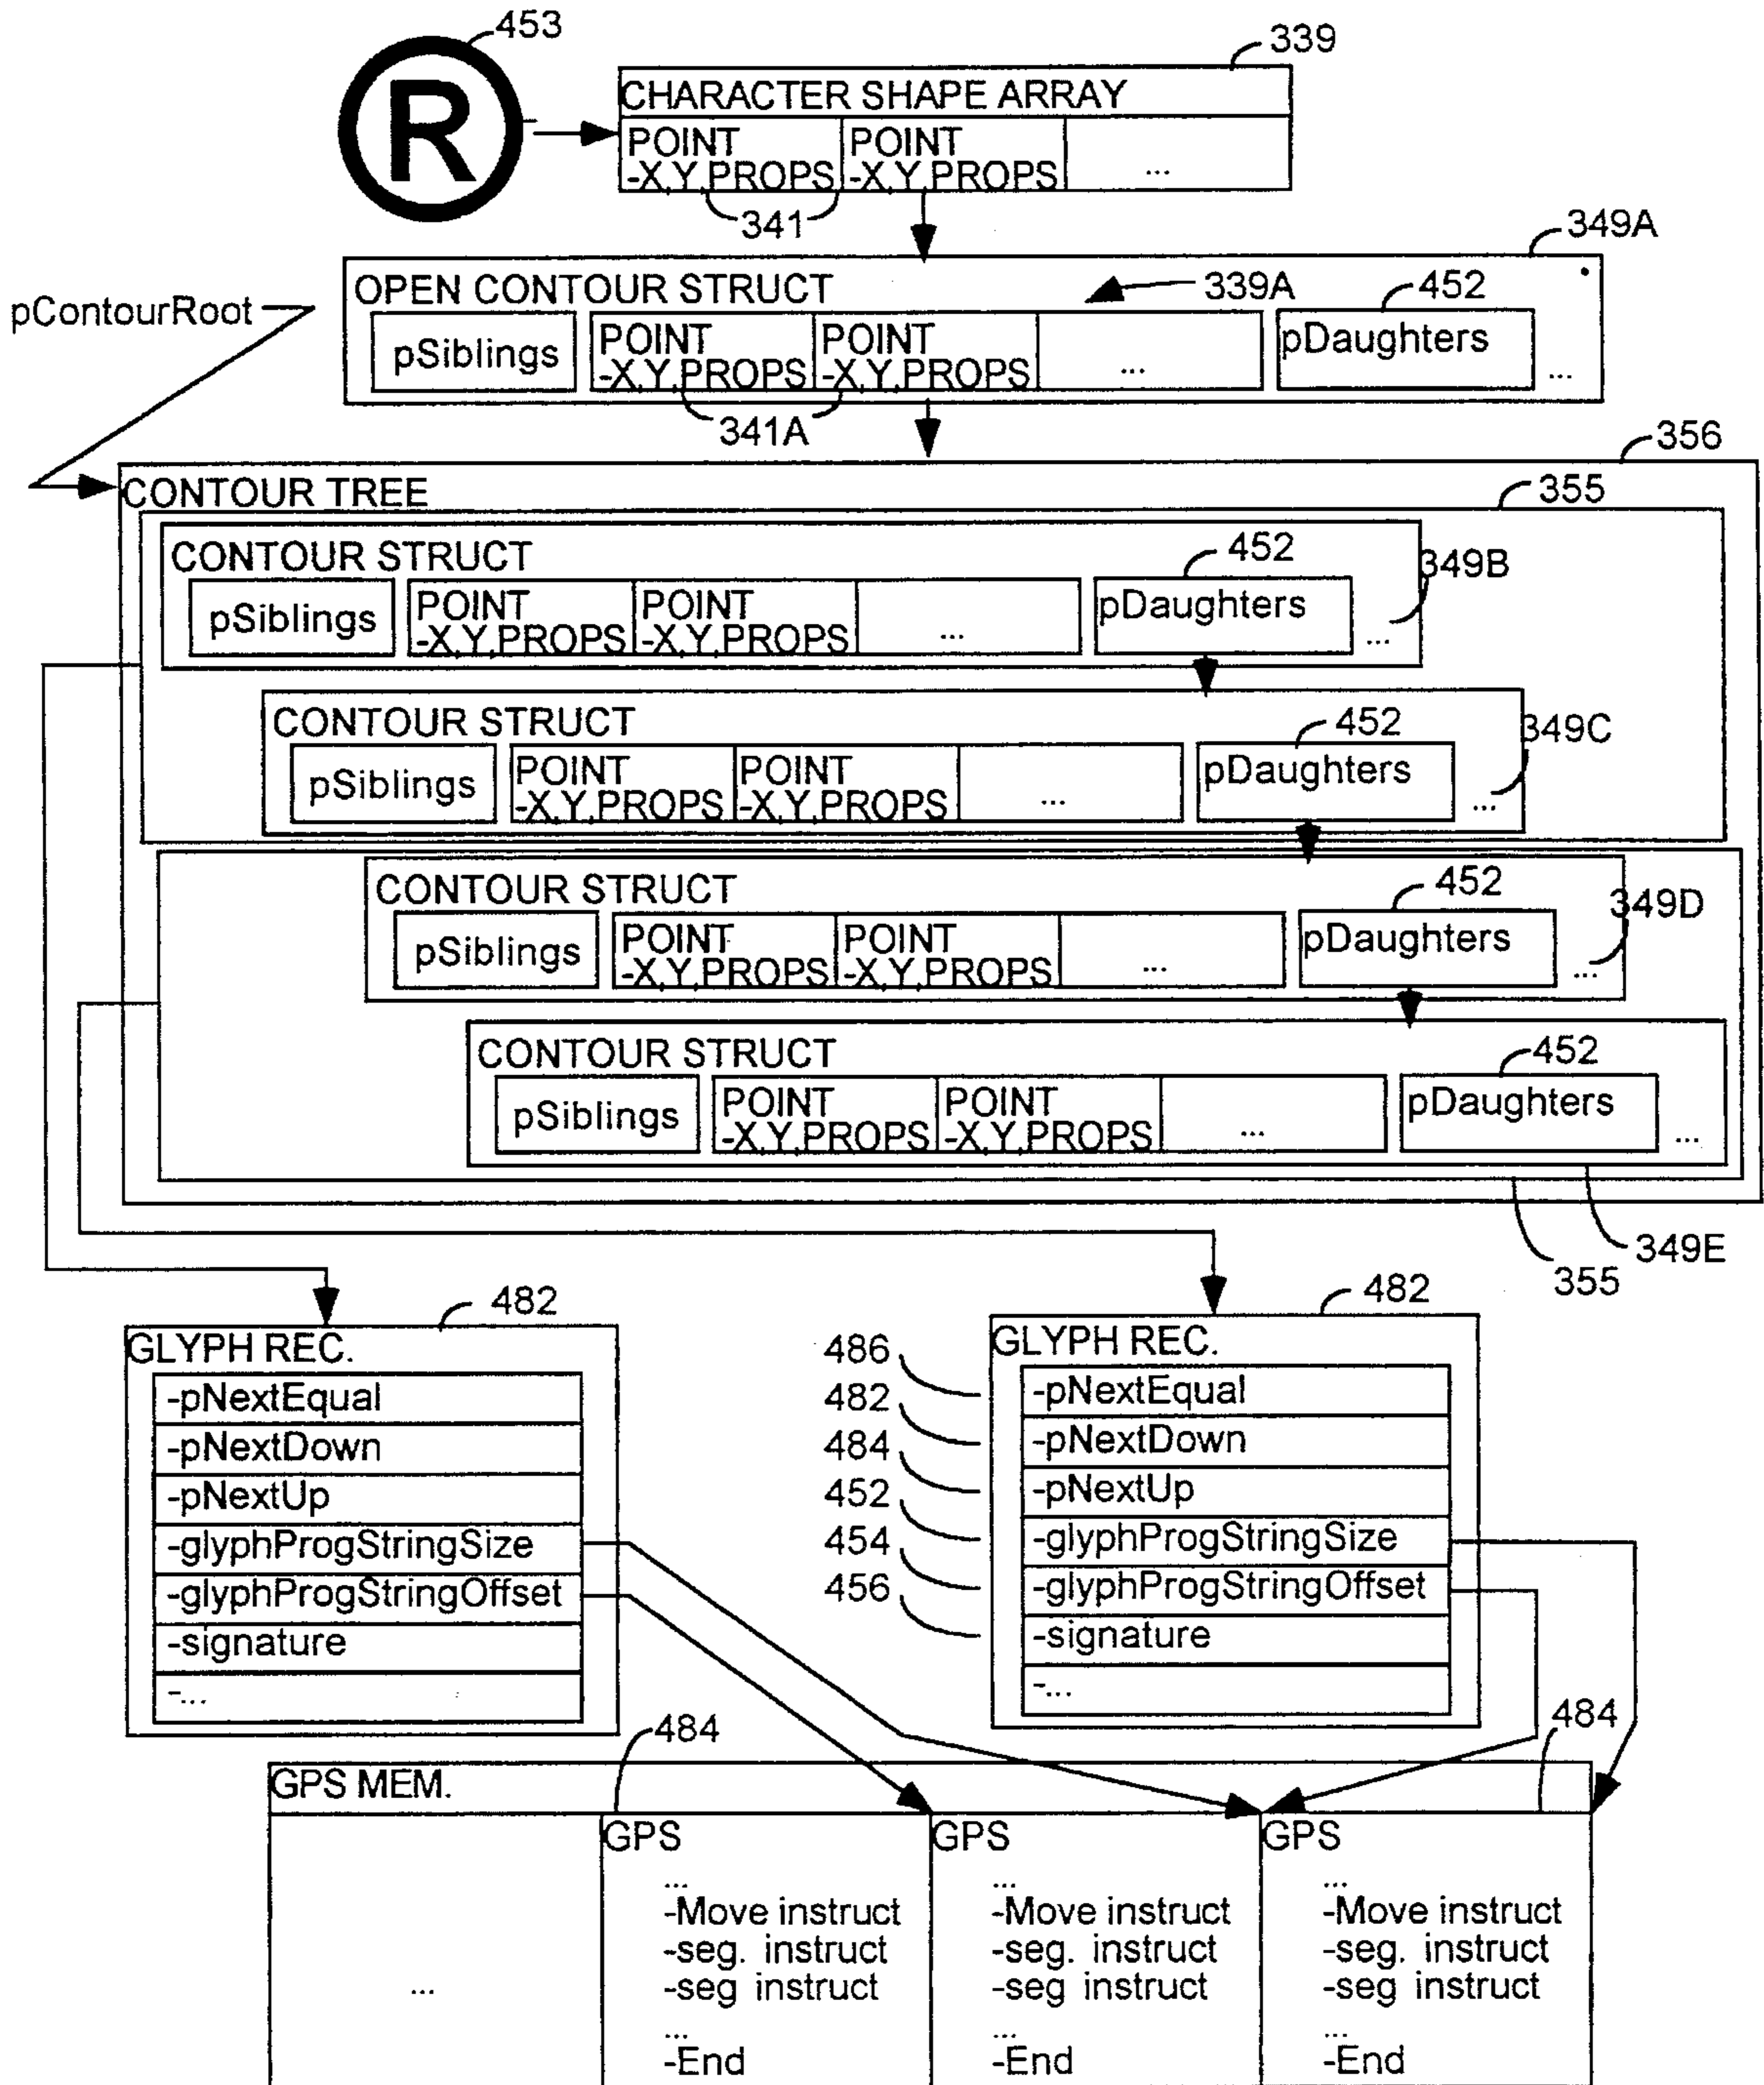 453
R
339
CHARACTER SHAPE ARRAY
POINT POINT
-X,Y,PROPS -X,Y,PROPS ...
341
349A
OPEN CONTOUR STRUCT 339A 452
pContourRoot
pSiblings POINT POINT pDaughters
-X,Y,PROPS -X,Y,PROPS ... ...
341A
356
CONTOUR TREE 355
CONTOUR STRUCT 452 349B
pSiblings POINT POINT pDaughters
-X,Y,PROPS -X,Y,PROPS ... ...
CONTOUR STRUCT 452 349C
pSiblings POINT POINT pDaughters
-X,Y,PROPS -X,Y,PROPS ... ...
CONTOUR STRUCT 452 349D
pSiblings POINT POINT pDaughters
-X,Y,PROPS -X,Y,PROPS ... ...
CONTOUR STRUCT 452
pSiblings POINT POINT pDaughters
-X,Y,PROPS -X,Y,PROPS ... ...
349E
355
482
GLYPH REC.
-pNextEqual
-pNextDown
-pNextUp
-glyphProgStringSize
-glyphProgStringOffset
-signature
-...
482
GLYPH REC.
486 -pNextEqual
482 -pNextDown
484 -pNextUp
452 -glyphProgStringSize
454 -glyphProgStringOffset
456 -signature
-...
484 484
GPS MEM.
GPS GPS GPS
... ... ...
-Move instruct -Move instruct -Move instruct
-seg. instruct -seg. instruct -seg. instruct
... -seg instruct -seg instruct -seg instruct
... ... ...
-End -End -End